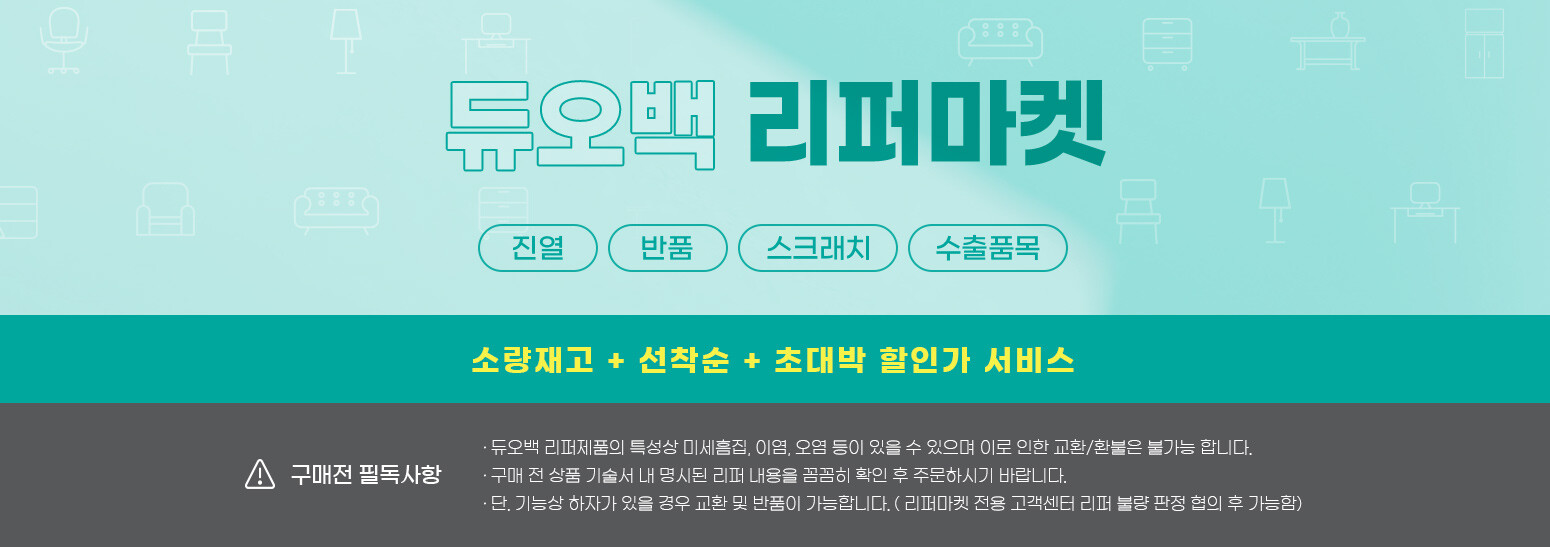 듀오백 리퍼마켓
진열 반품 스크래치 수출품목
소량재고 + 선착순 + 초대박 할인가 서비스
구매전 필독사항
· 듀오백 리퍼제품의 특성상 미세흠집, 이염, 오염 등이 있을 수 있으며 이로 인한 교환/환불은 불가능 합니다.
· 구매 전 상품 기술서 내 명시된 리퍼 내용을 꼼꼼히 확인 후 주문하시기 바랍니다.
· 단. 기능상 하자가 있을 경우 교환 및 반품이 가능합니다. ( 리퍼마켓 전용 고객센터 리퍼 불량 판정 협의 후 가능함)